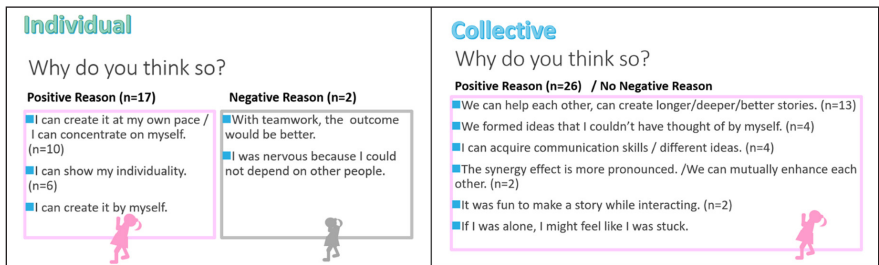 Individual
Why do you think so?
Positive Reason (n=17)
I can create it at my own pace /
I can concentrate on myself.
(n=10)
I can show my individuality.
(n=6)
I can create it by myself.
Negative Reason (n=2)
With teamwork, the outcome
would be better.
I was nervous because I could
not depend on other people.
Collective
Why do you think so?
Positive Reason (n=26) / No Negative Reason
We can help each other, can create longer/deeper/better stories. (n=13)
We formed ideas that I couldn't have thought of by myself. (n=4)
I can acquire communication skills / different ideas. (n=4)
The synergy effect is more pronounced. /We can mutually enhance each
other. (n=2)
It was fun to make a story while interacting. (n=2)
If I was alone, I might feel like I was stuck.